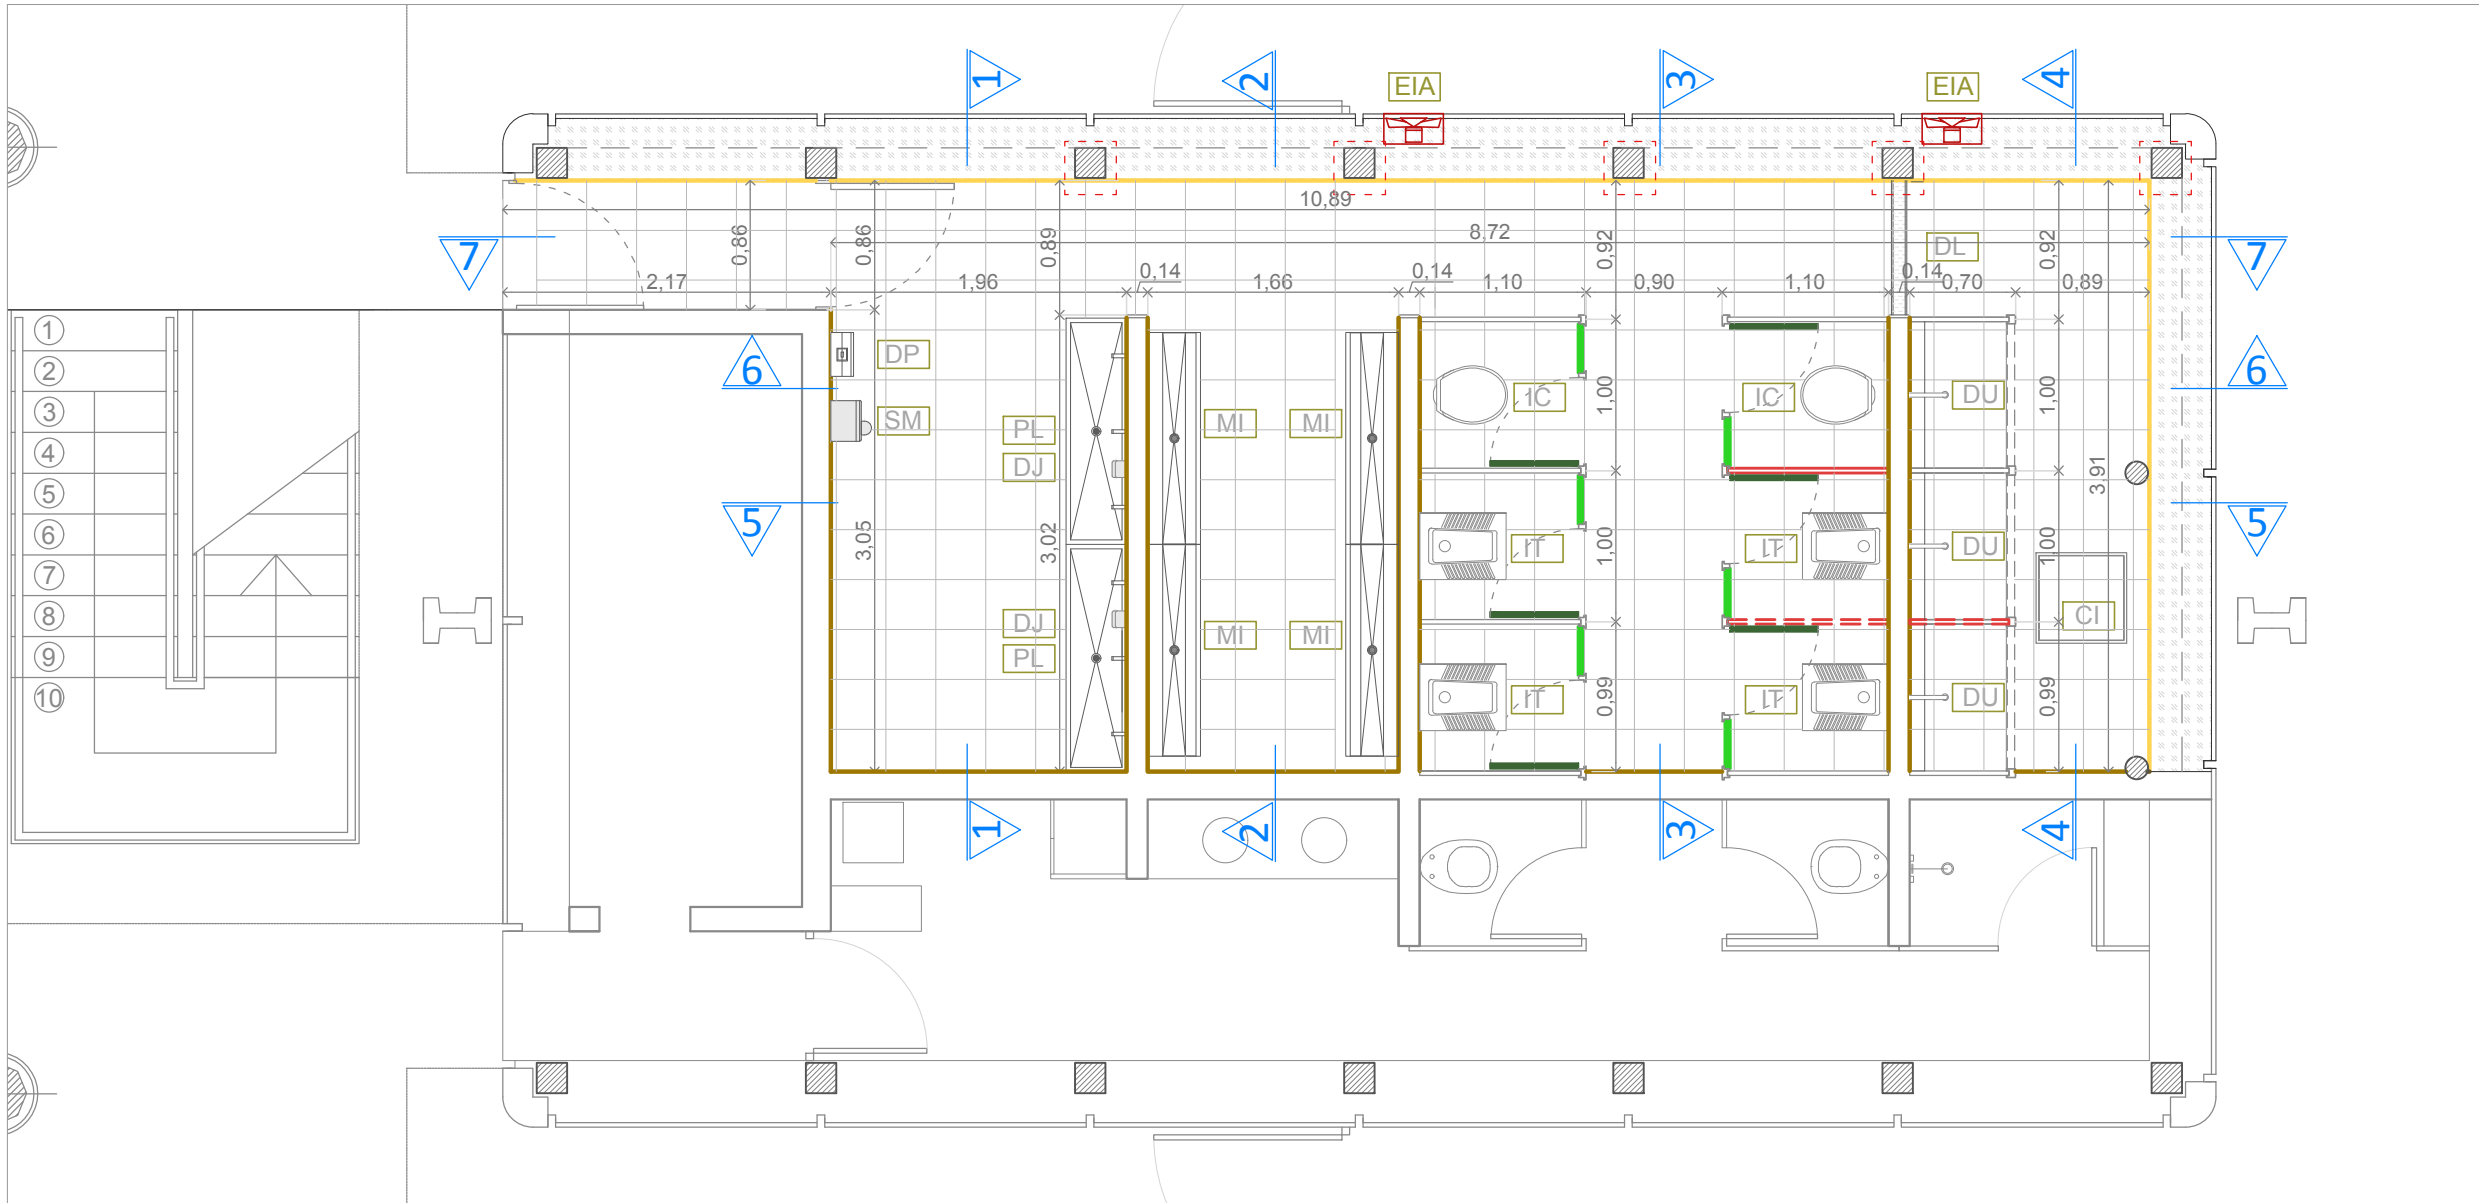 1 2 3 4
EIA EIA
10,89
8,72
7 0,86 0,86 0,89 0,92 DL 0,92 7
2,17 1,96 0,14 1,66 0,14 1,10 0,90 1,10 0,14 0,70 0,89
1
2
3
4
5
6
7
8
9
10
DP
6 6
SM PL MI MI IC 1,00 IC DU 1,00
DJ
3,91
5 5
3,05 3,02 IT 1,00 IT DU 1,00
DJ MI MI CI
PL
IT 0,99 IT DU 0,99
1 2 3 4